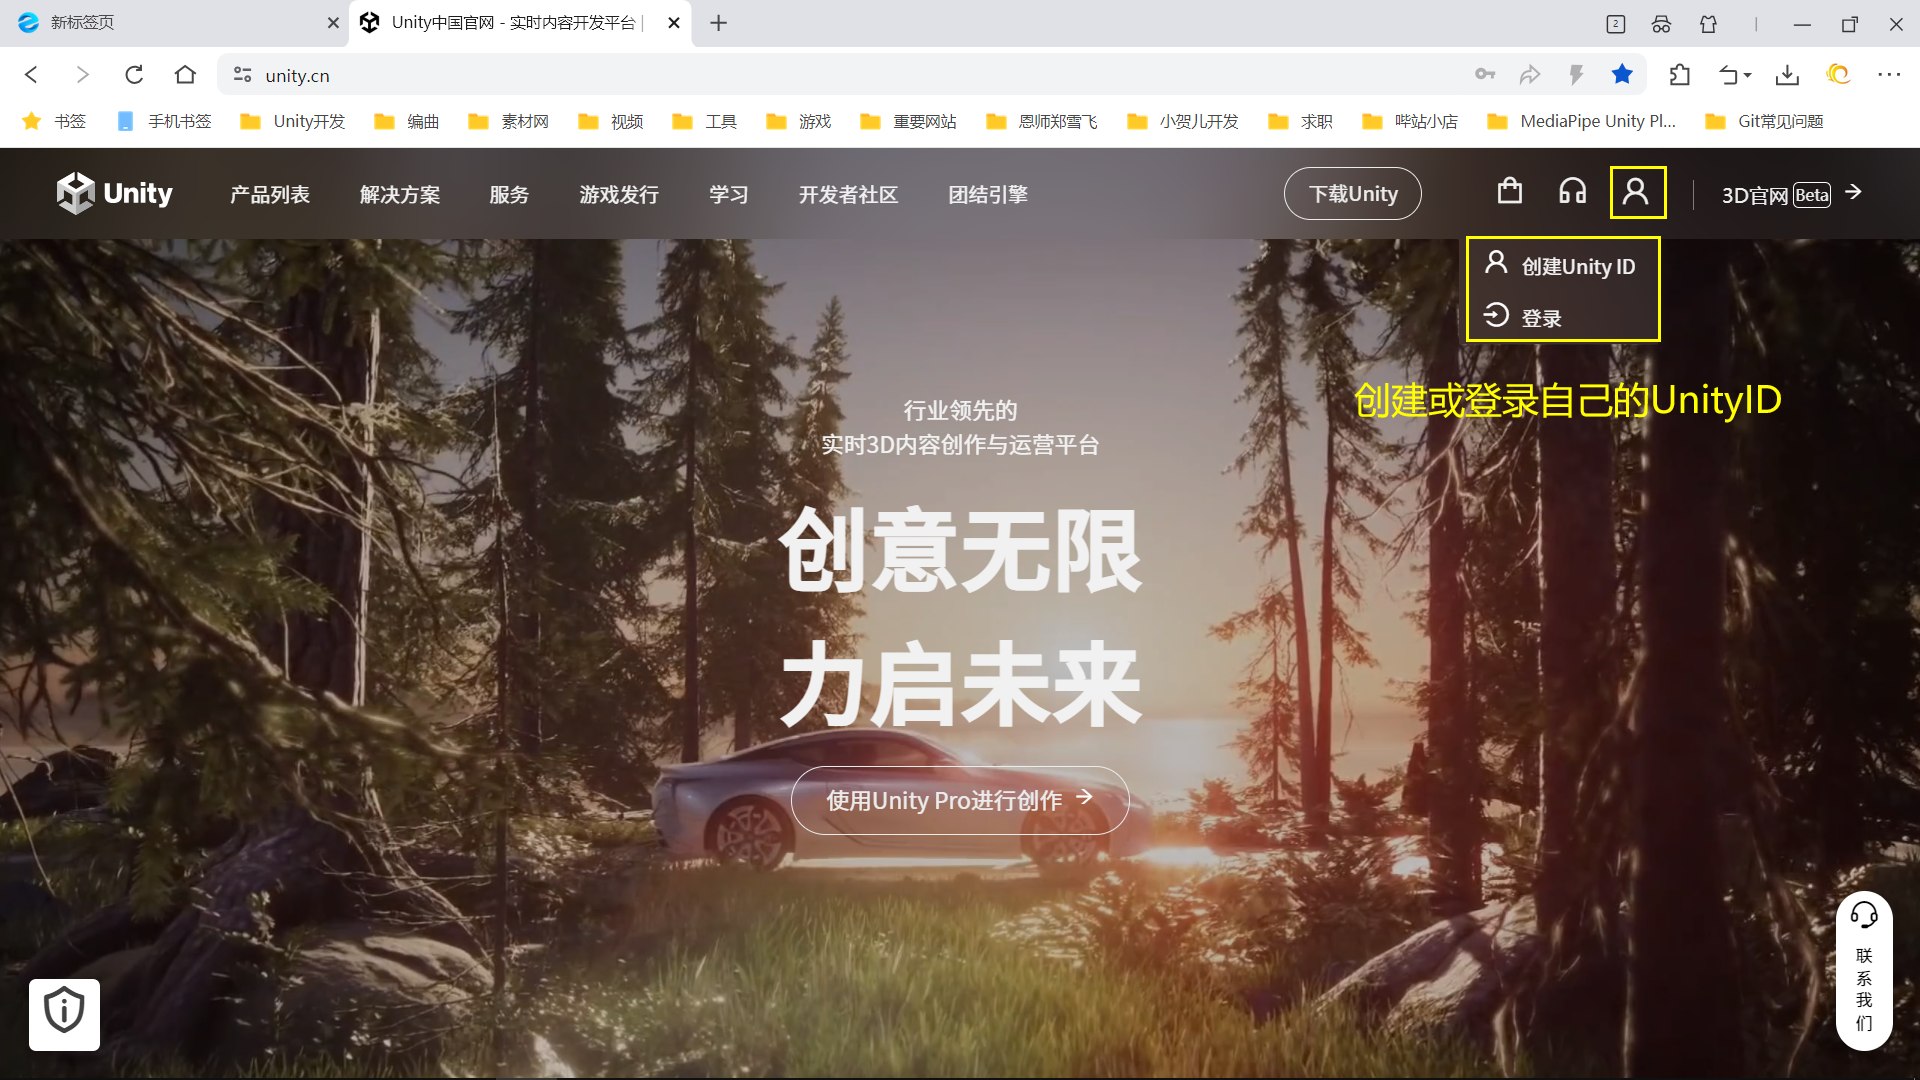 新标签页
Unity中国官网 - 实时内容开发平台 |
2
unity.cn
书签
手机书签
Unity开发
编曲
素材网
视频
工具
游戏
重要网站
恩师郑雪飞
小贺儿开发
求职
哔站小店
MediaPipe Unity Pl...
Git常见问题
Unity
产品列表
解决方案
服务
游戏发行
学习
开发者社区
团结引擎
下载Unity
3D官网 Beta
创建Unity ID
登录
创建或登录自己的UnityID
行业领先的
实时3D内容创作与运营平台
创意无限
力启未来
使用Unity Pro进行创作
联
系
我
们